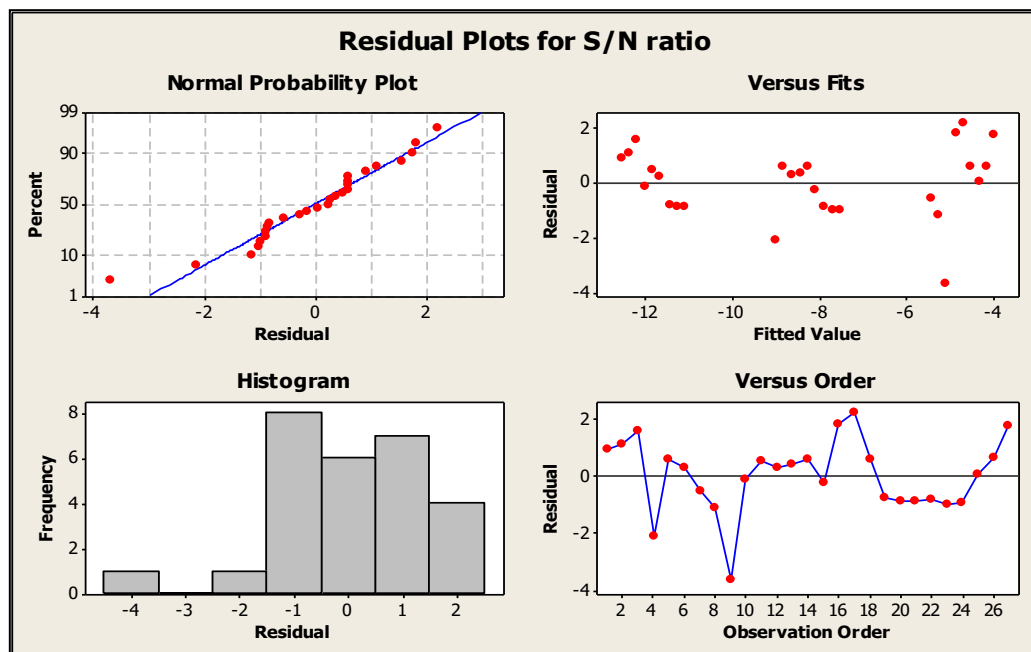 Residual Plots for S/N ratio
Normal Probability Plot
99
90
50
10
1
Percent
-4 -2 0 2
Residual
Versus Fits
2
0
-2
-4
Residual
-12 -10 -8 -6 -4
Fitted Value
Histogram
8
6
4
2
0
Frequency
-4 -3 -2 -1 0 1 2
Residual
Versus Order
2
0
-2
-4
Residual
2 4 6 8 10 12 14 16 18 20 22 24 26
Observation Order